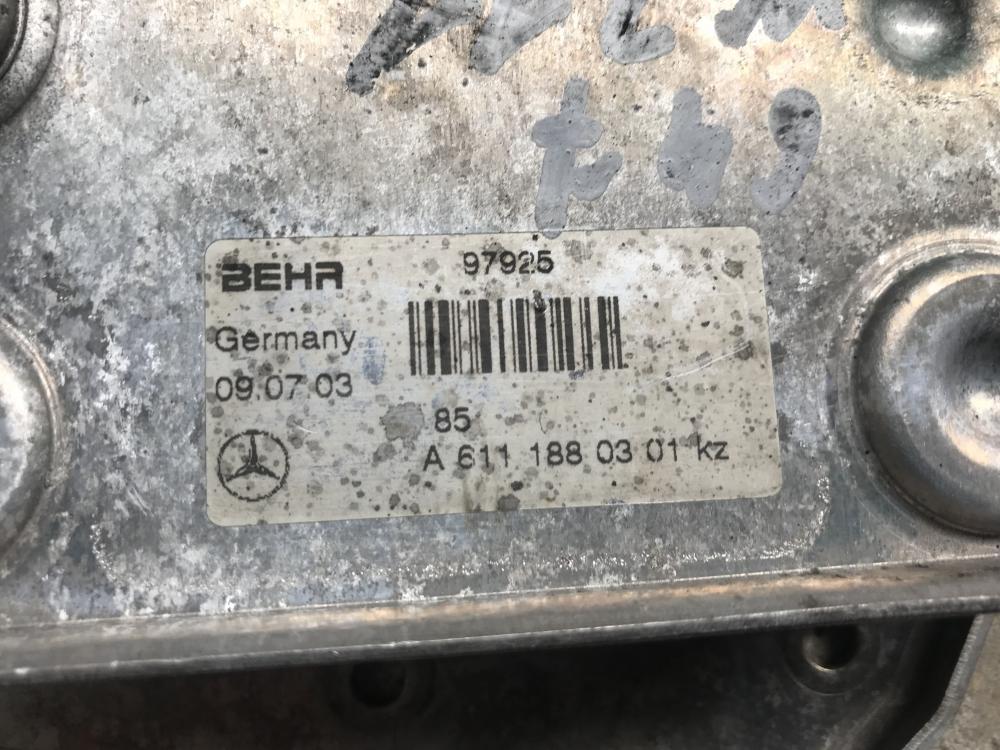 BEHR
97925
Germany
09.07.03
85
A 611 188 03 01 kz